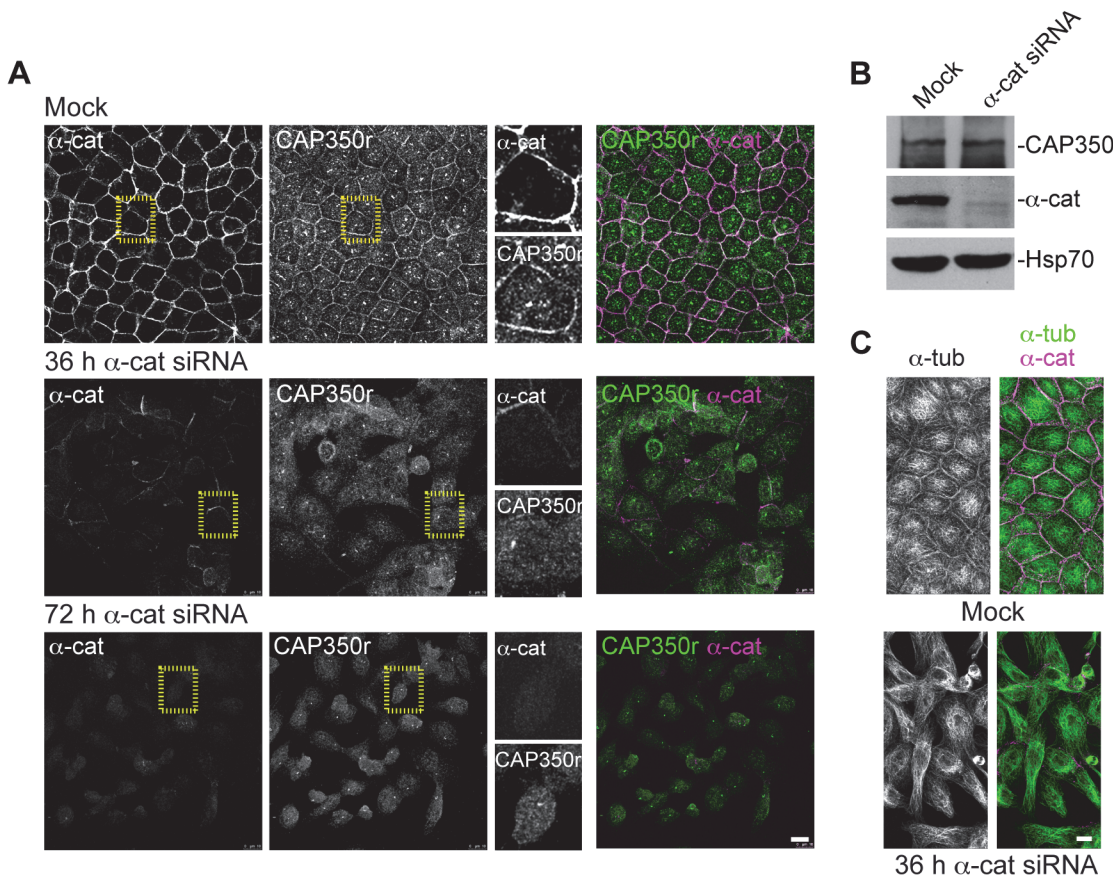 A
Mock
α-cat
CAP350r
α-cat
CAP350r
CAP350r α-cat
36 h α-cat siRNA
α-cat
CAP350r
α-cat
CAP350r
CAP350r α-cat
72 h α-cat siRNA
α-cat
CAP350r
α-cat
CAP350r
CAP350r α-cat
B
Mock
α-cat siRNA
-CAP350
-α-cat
-Hsp70
C
α-tub
α-tub
α-cat
Mock
36 h α-cat siRNA